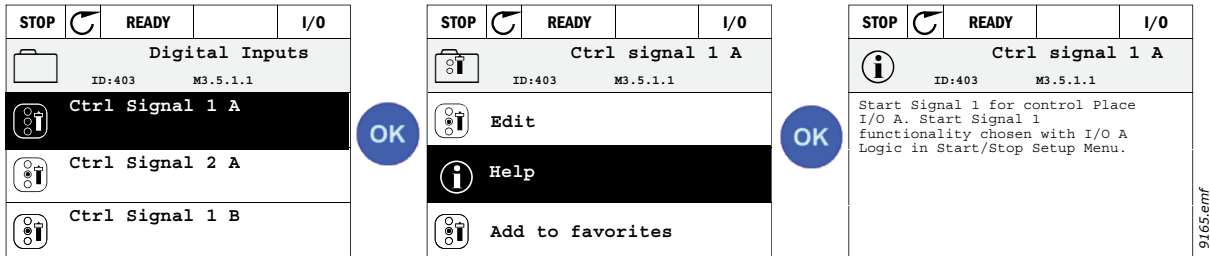 STOP READY I/O
Digital Inputs
ID:403 M3.5.1.1
Ctrl Signal 1 A
Ctrl Signal 2 A
Ctrl Signal 1 B
OK
STOP READY I/O
Ctrl signal 1 A
ID:403 M3.5.1.1
Edit
Help
Add to favorites
OK
STOP READY I/O
Ctrl signal 1 A
ID:403 M3.5.1.1
Start Signal 1 for control Place
I/O A. Start Signal 1
functionality chosen with I/O A
Logic in Start/Stop Setup Menu.
9165.emf